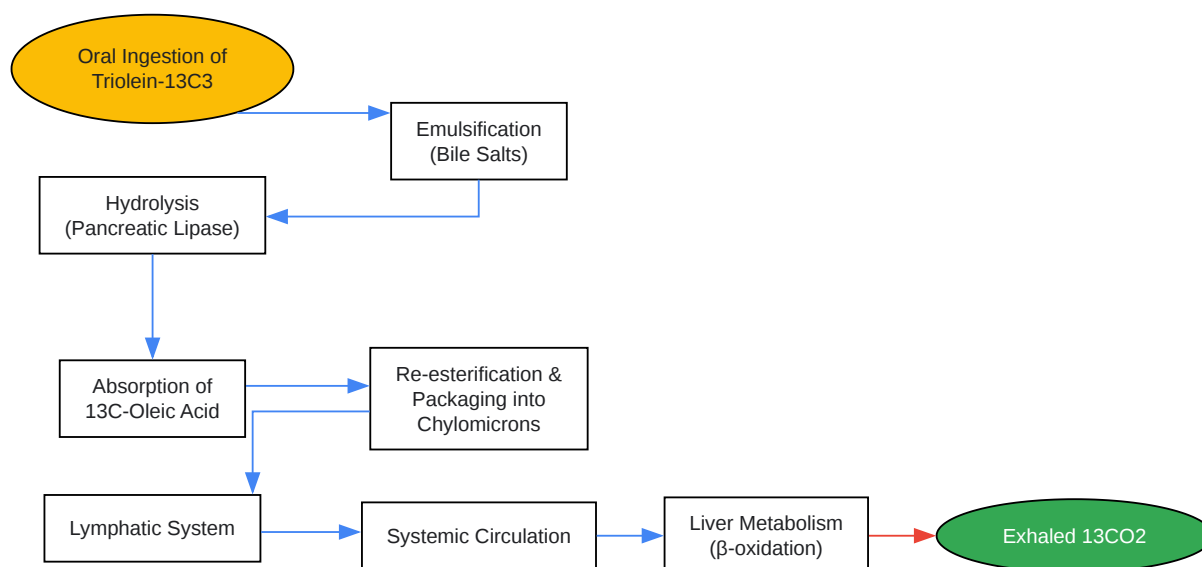 Oral Ingestion of
Triolein-13C3
Emulsification
(Bile Salts)
Hydrolysis
(Pancreatic Lipase)
Absorption of
13C-Oleic Acid
Re-esterification &
Packaging into
Chylomicrons
Lymphatic System
Systemic Circulation
Liver Metabolism
(β-oxidation)
Exhaled 13CO2